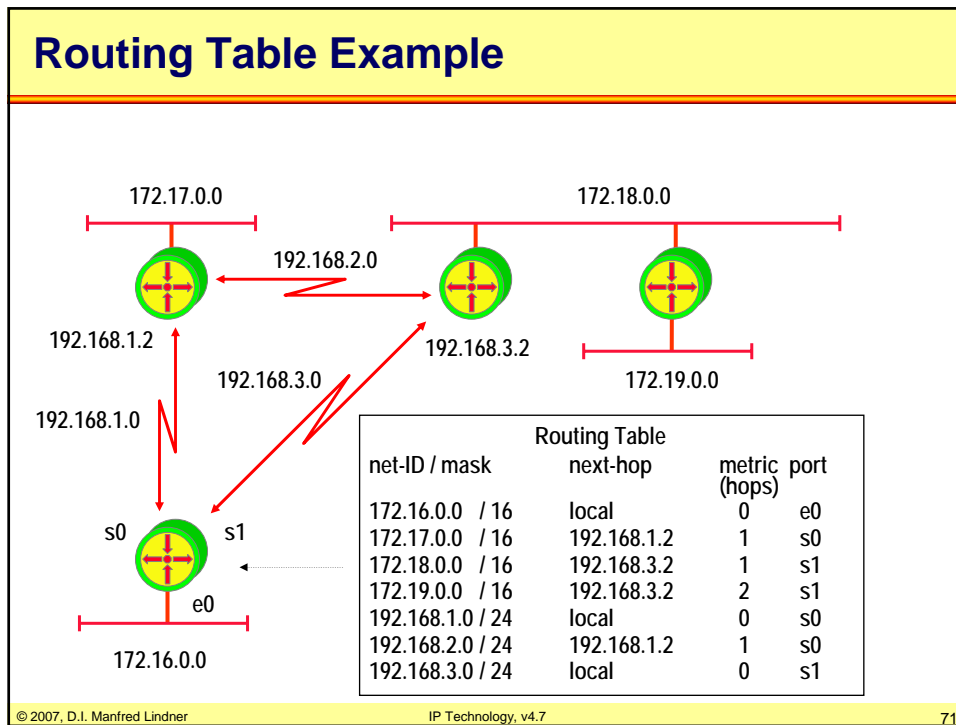 Routing Table Example
172.17.0.0
172.18.0.0
192.168.2.0
192.168.1.2
192.168.3.2
192.168.3.0
172.19.0.0
192.168.1.0
Routing Table
net-ID / mask next-hop metric port
(hops)
172.16.0.0 / 16 local 0 e0
172.17.0.0 / 16 192.168.1.2 1 s0
172.18.0.0 / 16 192.168.3.2 1 s1
172.19.0.0 / 16 192.168.3.2 2 s1
192.168.1.0 / 24 local 0 s0
192.168.2.0 / 24 192.168.1.2 1 s0
192.168.3.0 / 24 local 0 s1
s0 s1
e0
172.16.0.0
© 2007, D.I. Manfred Lindner IP Technology, v4.7 71